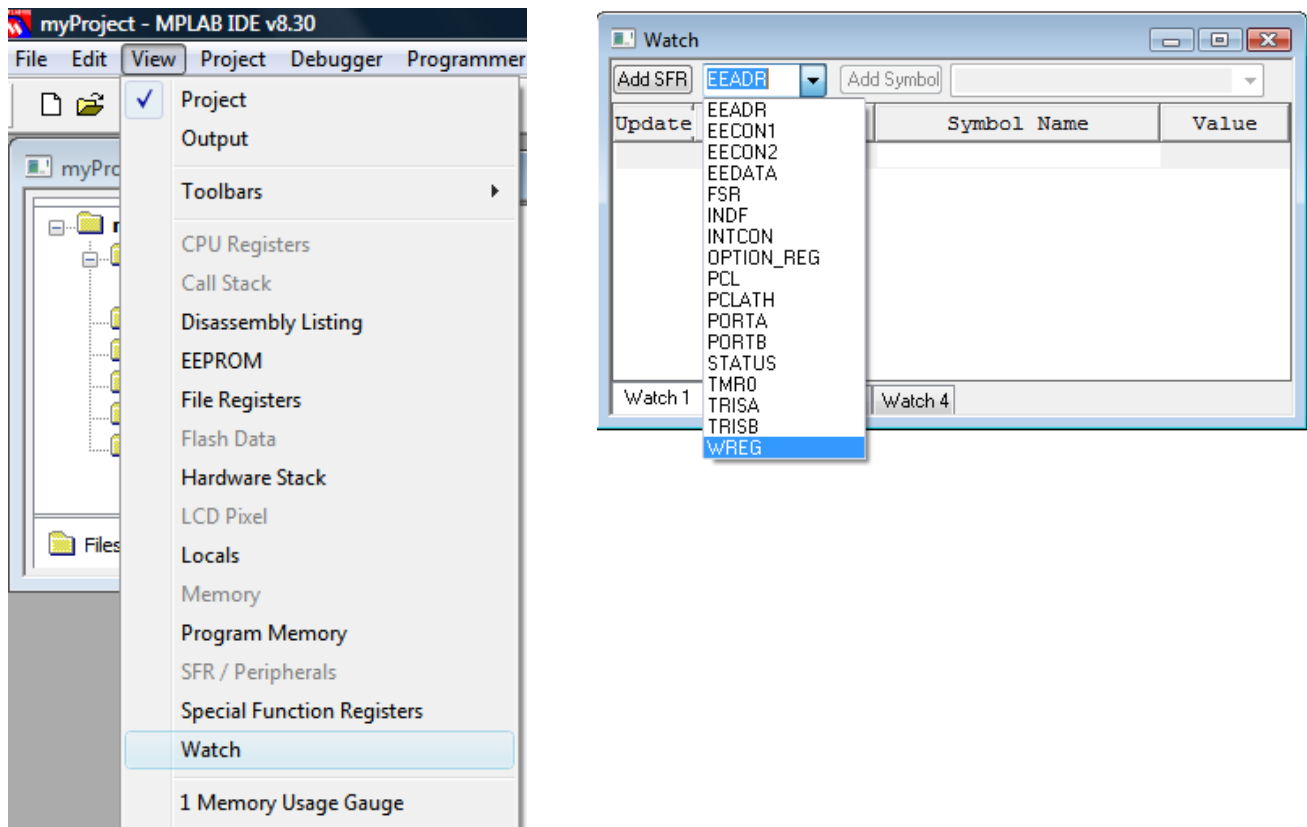 myProject - MPLAB IDE v8.30
File Edit View Project Debugger Programmer
Project
Output
myPro
Toolbars
CPU Registers
Call Stack
Disassembly Listing
EEPROM
File Registers
Flash Data
Hardware Stack
LCD Pixel
Files
Locals
Memory
Program Memory
SFR / Peripherals
Special Function Registers
Watch
1 Memory Usage Gauge
Watch
Add SFR EEADR Add Symbol
Update Symbol Name Value
EEADR
EECON1
EECON2
EEDATA
FSR
INDF
INTCON
OPTION_REG
PCL
PCLATH
PORTA
PORTB
STATUS
TMR0
TRISA
TRISB
WREG
Watch 1 Watch 4